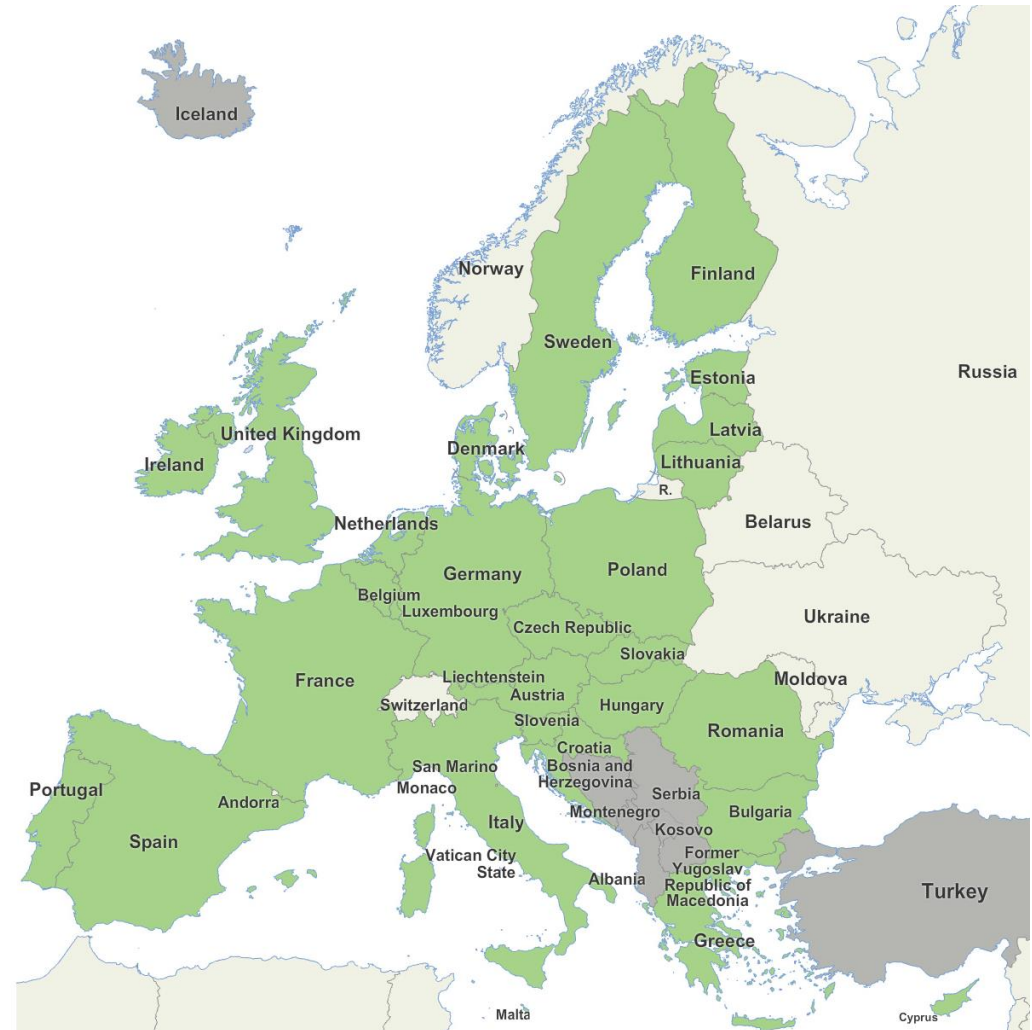 Iceland
Norway
Finland
Sweden
Russia
Estonia
Latvia
United Kingdom
Denmark
Ireland
Lithuania
R.
Netherlands
Belarus
Germany
Poland
Belgium
Luxembourg
Ukraine
Czech Republic
Slovakia
France
Liechtenstein
Moldova
Switzerland
Austria
Hungary
Slovenia
Romania
Croatia
San Marino
Bosnia and
Herzegovina
Monaco
Portugal
Andorra
Serbia
Montenegro
Bulgaria
Italy
Kosovo
Spain
Vatican City
State
Former
Yugoslav
Republic of
Macedonia
Albania
Turkey
Greece
Malta
Cyprus